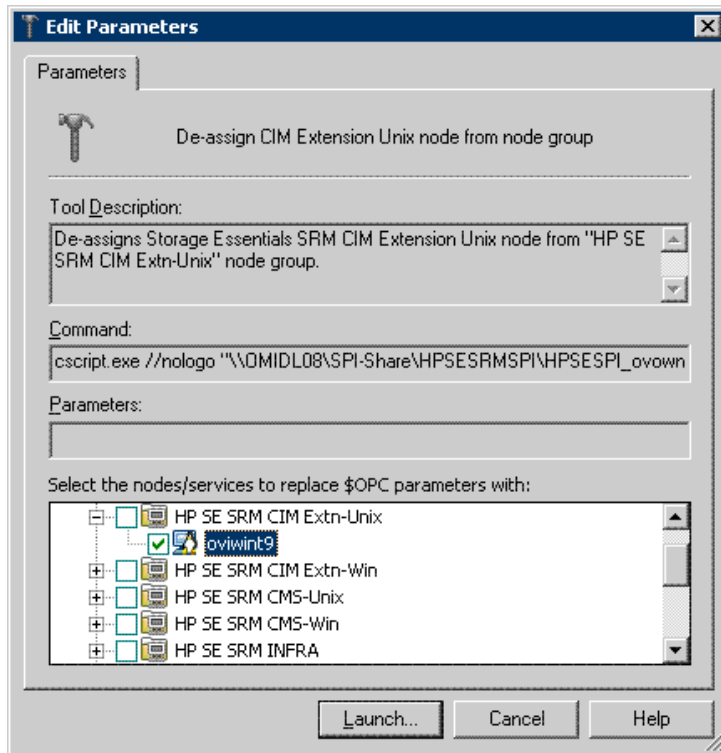 Edit Parameters
Parameters
De-assign CIM Extension Unix node from node group
Tool Description:
De-assigns Storage Essentials SRM CIM Extension Unix node from "HP SE
SRM CIM Extn-Unix" node group.
Command:
cscript.exe //nologo "\\OMIDL08\SPI-Share\HPSESRMSPI\HPSESPI_ovown
Parameters:
Select the nodes/services to replace $OPC parameters with:
HP SE SRM CIM Extn-Unix
oviwint9
HP SE SRM CIM Extn-Win
HP SE SRM CMS-Unix
HP SE SRM CMS-Win
HP SE SRM INFRA
Launch... Cancel Help